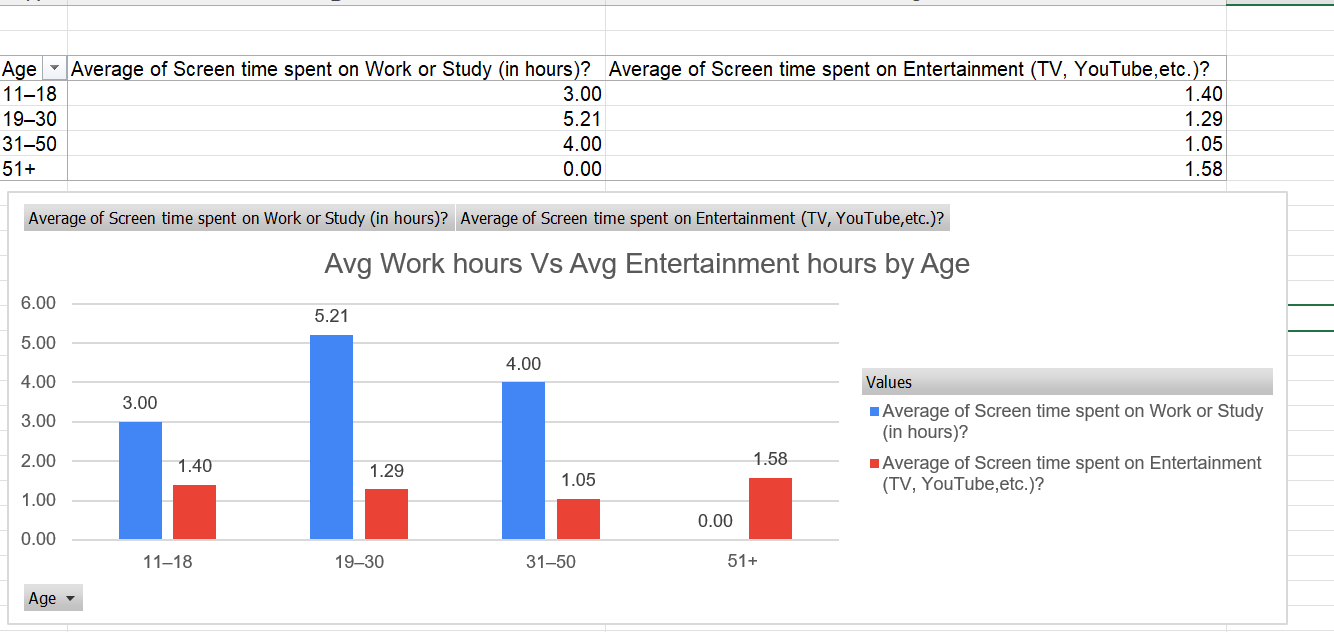 Age Average of Screen time spent on Work or Study (in hours)? Average of Screen time spent on Entertainment (TV, YouTube,etc.)?
11–18 3.00 1.40
19–30 5.21 1.29
31–50 4.00 1.05
51+ 0.00 1.58
Average of Screen time spent on Work or Study (in hours)? Average of Screen time spent on Entertainment (TV, YouTube,etc.)?
Avg Work hours Vs Avg Entertainment hours by Age
6.00
5.00
4.00
3.00
2.00
1.00
0.00
3.00
1.40
5.21
1.29
4.00
1.05
0.00
1.58
11–18 19–30 31–50 51+
Values
Average of Screen time spent on Work or Study
(in hours)?
Average of Screen time spent on Entertainment
(TV, YouTube,etc.)?
Age